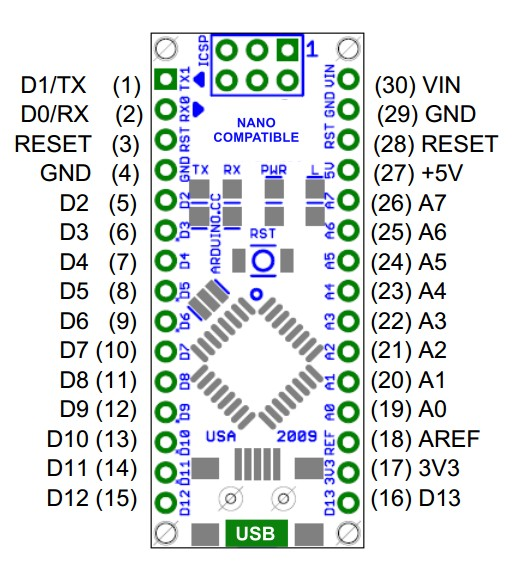 D1/TX (1)
D0/RX (2)
RESET (3)
GND (4)
D2 (5)
D3 (6)
D4 (7)
D5 (8)
D6 (9)
D7 (10)
D8 (11)
D9 (12)
D10 (13)
D11 (14)
D12 (15)
TX1
RX0
RST
GND
D2
D3
D4
D5
D6
D7
D8
D9
D10
D11
D12
ICSP
1
NANO
COMPATIBLE
TX RX PWR L
ARDUINO.CC
RST
USA 2009
USB
VIN
GND
RST
5V
A7
A6
A5
A4
A3
A2
A1
A0
REF
3V3
D13
(30) VIN
(29) GND
(28) RESET
(27) +5V
(26) A7
(25) A6
(24) A5
(23) A4
(22) A3
(21) A2
(20) A1
(19) A0
(18) AREF
(17) 3V3
(16) D13